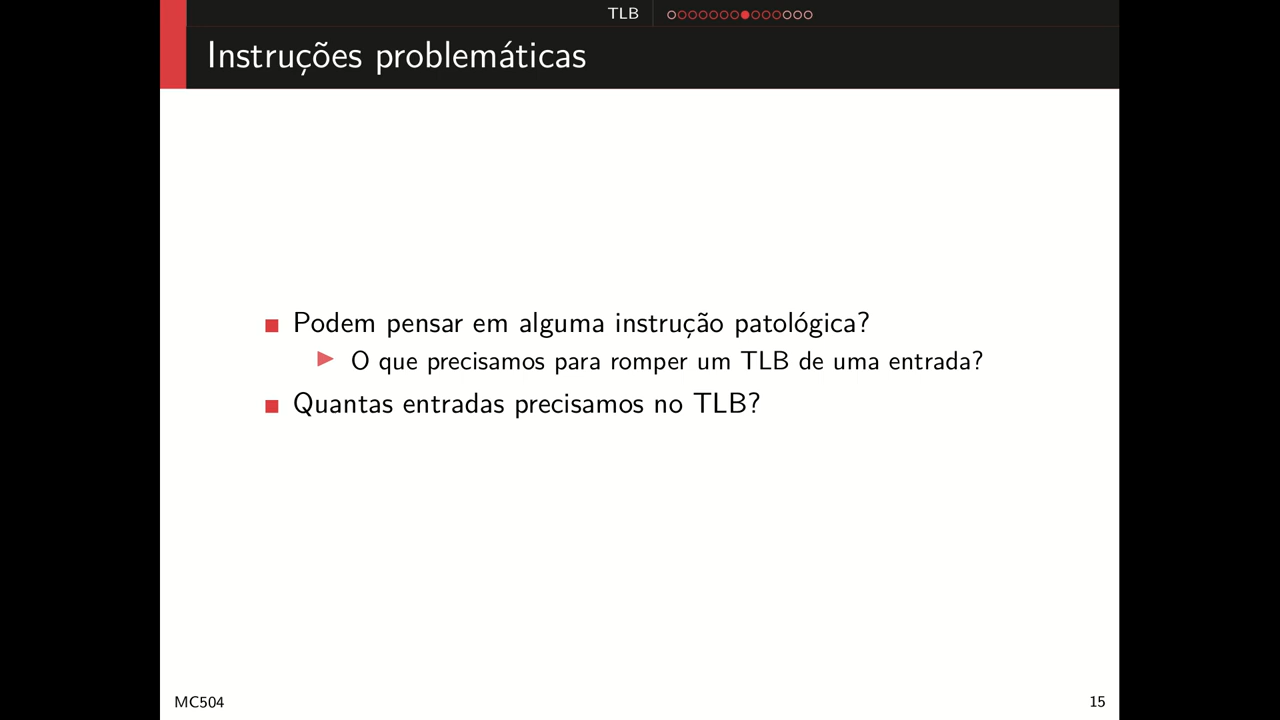 TLB
Instruções problemáticas
Podem pensar em alguma instrução patológica?
O que precisamos para romper um TLB de uma entrada?
Quantas entradas precisamos no TLB?
MC504
15